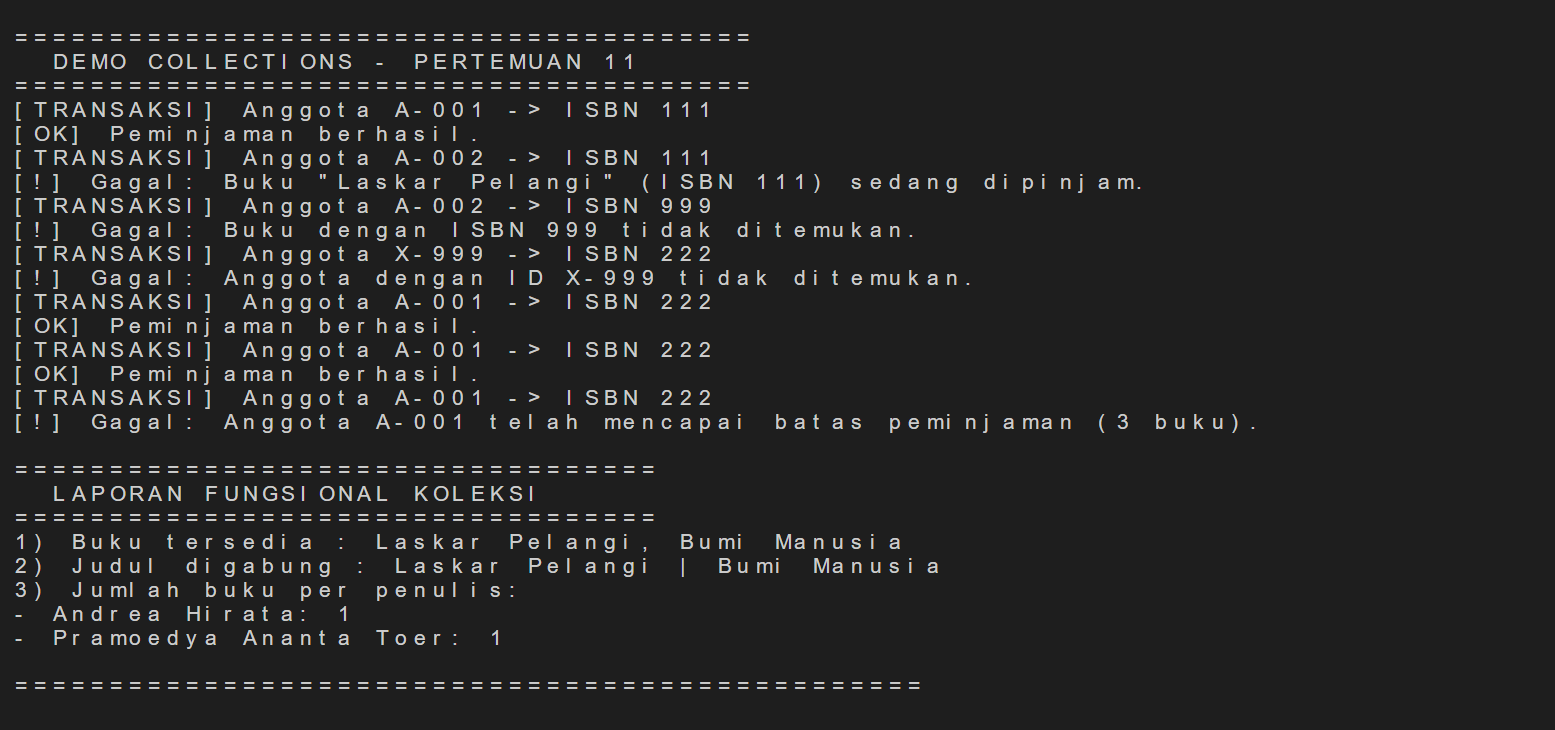 =======================================
DEMO COLLECTIONS - PERTEMUAN 11
=======================================
[TRANSAKSI] Anggota A-001 -> ISBN 111
[OK] Peminjaman berhasil.
[TRANSAKSI] Anggota A-002 -> ISBN 111
[!] Gagal: Buku "Laskar Pelangi" (ISBN 111) sedang dipinjam.
[TRANSAKSI] Anggota A-002 -> ISBN 999
[!] Gagal: Buku dengan ISBN 999 tidak ditemukan.
[TRANSAKSI] Anggota X-999 -> ISBN 222
[!] Gagal: Anggota dengan ID X-999 tidak ditemukan.
[TRANSAKSI] Anggota A-001 -> ISBN 222
[OK] Peminjaman berhasil.
[TRANSAKSI] Anggota A-001 -> ISBN 222
[OK] Peminjaman berhasil.
[TRANSAKSI] Anggota A-001 -> ISBN 222
[!] Gagal: Anggota A-001 telah mencapai batas peminjaman (3 buku).
==================================
LAPORAN FUNGSIONAL KOLEKSI
==================================
1) Buku tersedia : Laskar Pelangi, Bumi Manusia
2) Judul digabung : Laskar Pelangi | Bumi Manusia
3) Jumlah buku per penulis:
- Andrea Hirata: 1
- Pramoedya Ananta Toer: 1
================================================